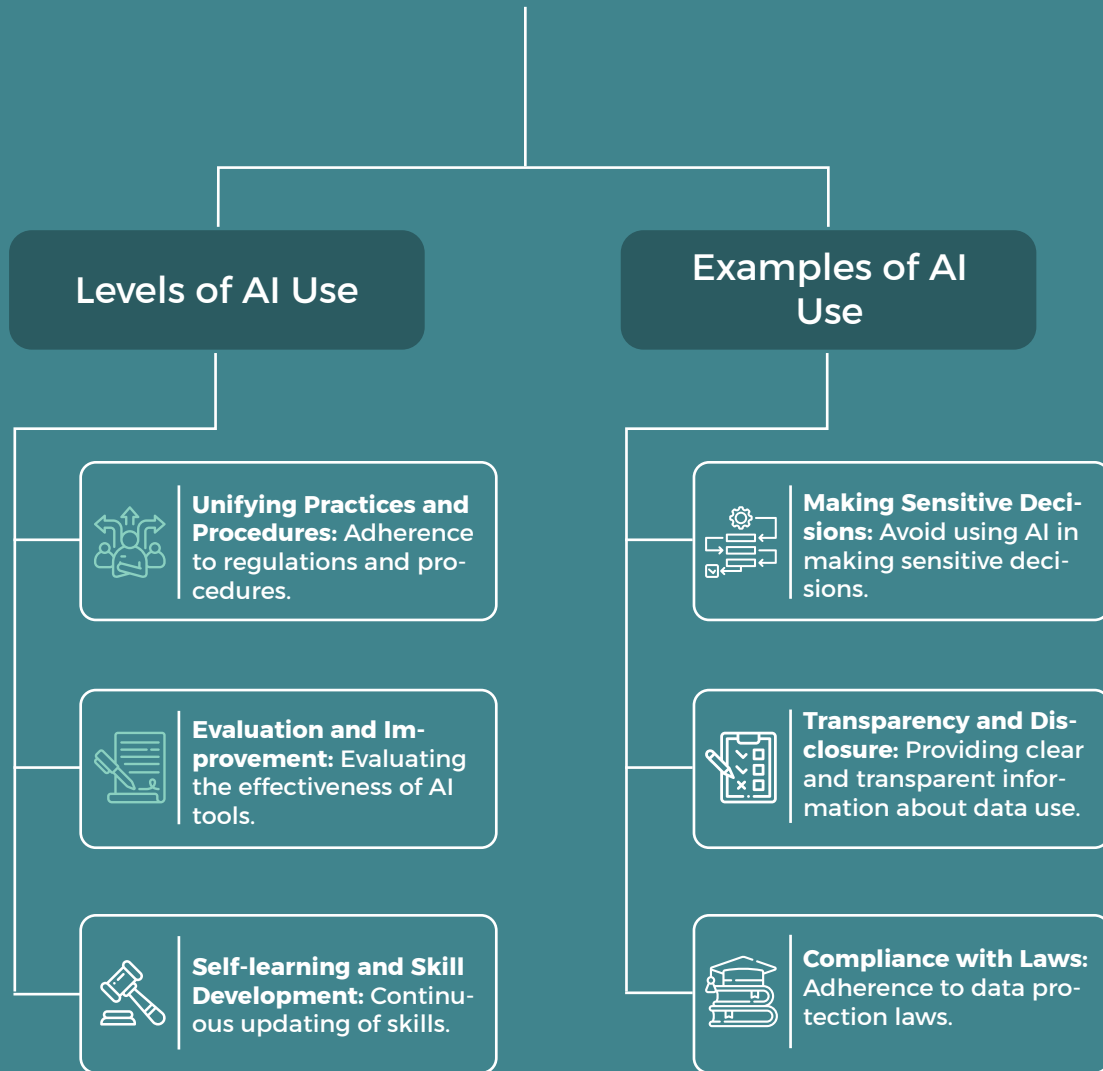 Levels of AI Use
Examples of AI
Use
Unifying Practices and
Procedures: Adherence
to regulations and pro-
cedures.
Evaluation and Im-
provement: Evaluating
the effectiveness of AI
tools.
Self-learning and Skill
Development: Continu-
ous updating of skills.
Making Sensitive Deci-
sions: Avoid using AI in
making sensitive deci-
sions.
Transparency and Dis-
closure: Providing clear
and transparent infor-
mation about data use.
Compliance with Laws:
Adherence to data pro-
tection laws.